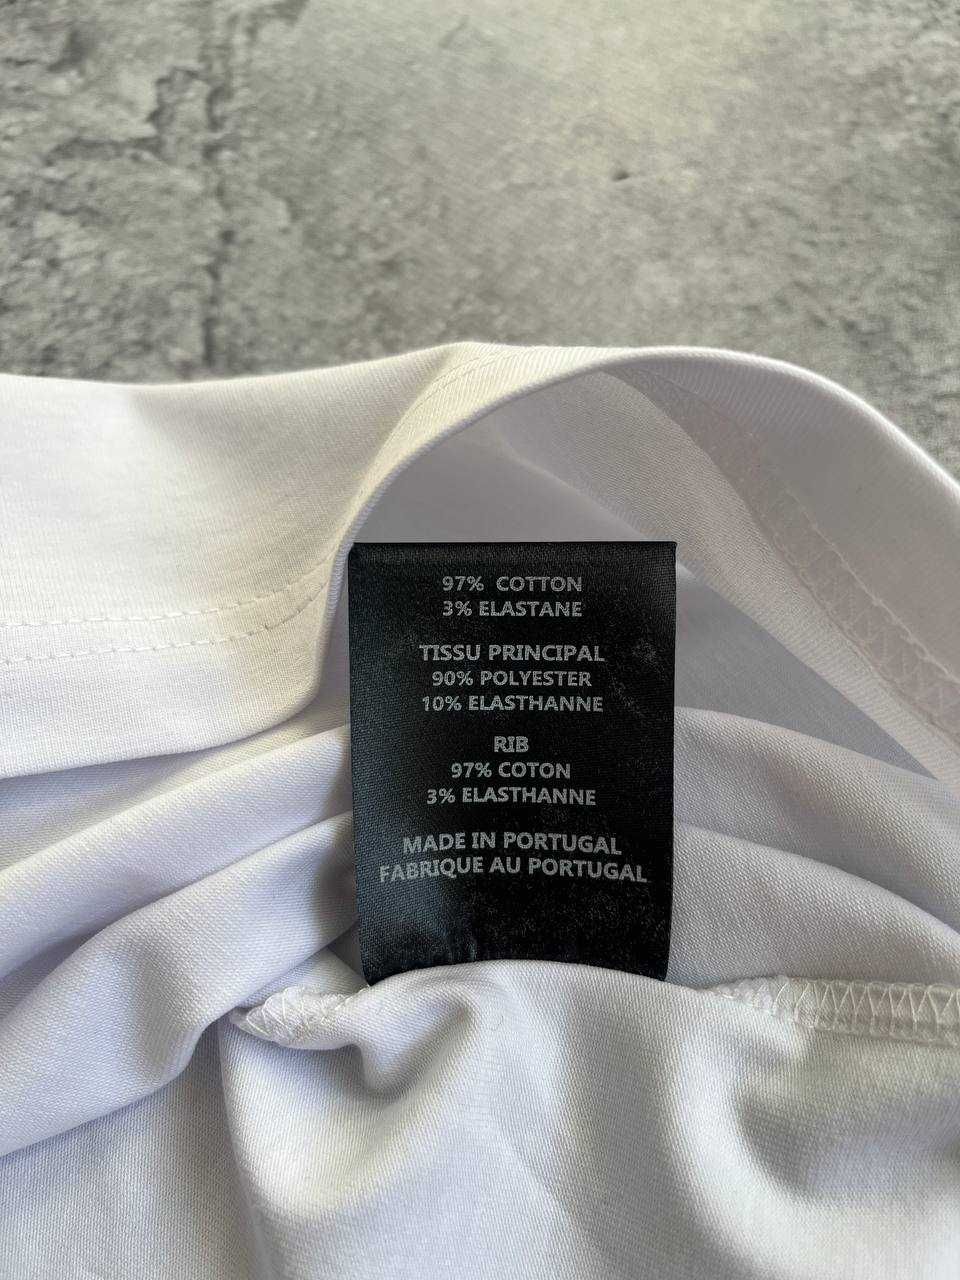 97% COTTON
3% ELASTANE
TISSU PRINCIPAL
90% POLYESTER
10% ELASTHANNE
RIB
97% COTON
3% ELASTHANNE
MADE IN PORTUGAL
FABRIQUE AU PORTUGAL